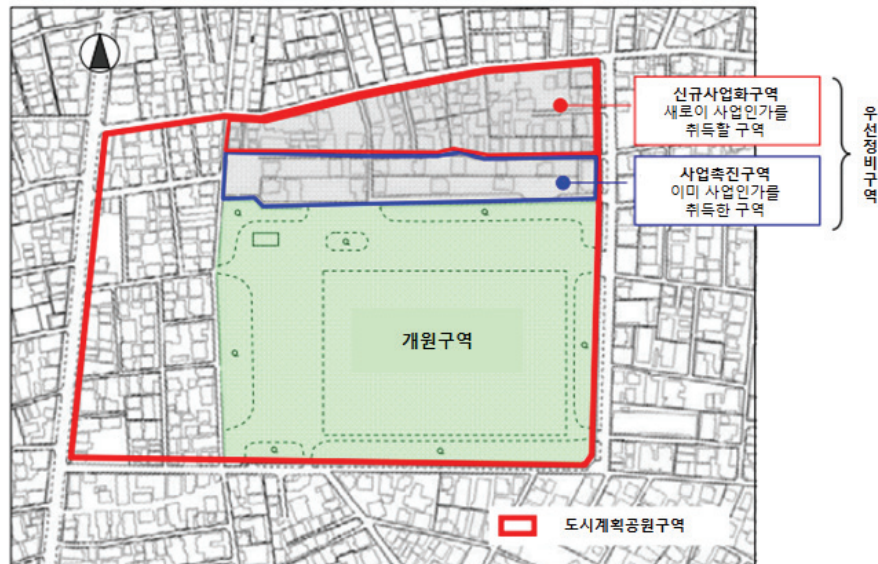 신규사업화구역
새로이 사업인가를
취득할 구역
사업촉진구역
이미 사업인가를
취득한 구역
우선정비구역
개원구역
도시계획공원구역